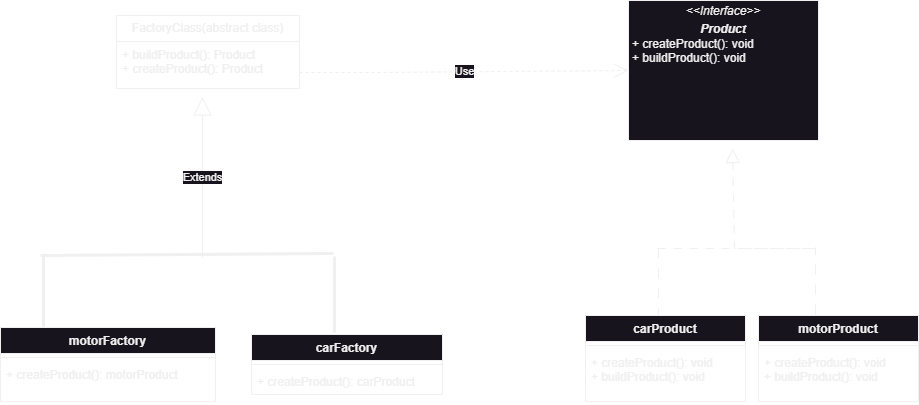 FactoryClass(abstract class)
+ buildProduct(): Product
+ createProduct(): Product
Use
<<Interface>>
Product
+ createProduct(): void
+ buildProduct(): void
Extends
motorFactory
+ createProduct(): motorProduct
carFactory
+ createProduct(): carProduct
carProduct
+ createProduct(): void
+ buildProduct(): void
motorProduct
+ createProduct(): void
+ buildProduct(): void